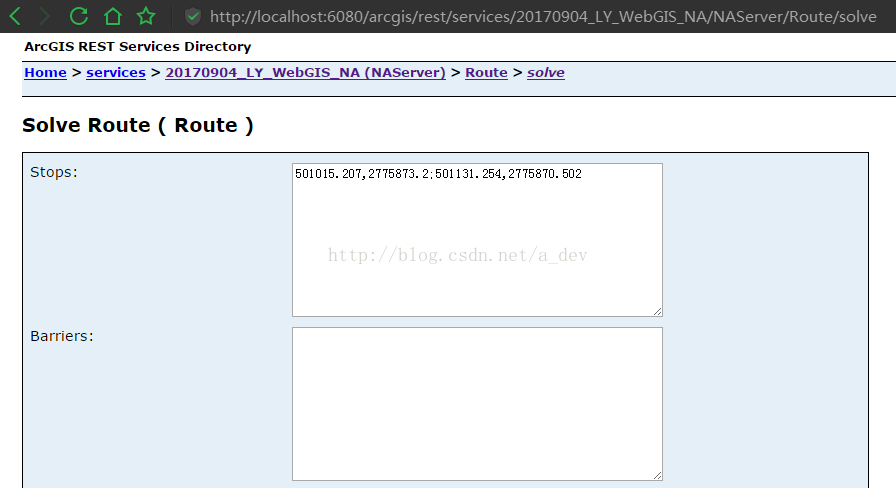 http://localhost:6080/arcgis/rest/services/20170904_LY_WebGIS_NA/NAServer/Route/solve
ArcGIS REST Services Directory
Home > services > 20170904_LY_WebGIS_NA (NAServer) > Route > solve
Solve Route ( Route )
Stops:
501015.207,2775873.2;501131.254,2775870.502
http://blog.csdn.net/a_dev
Barriers: